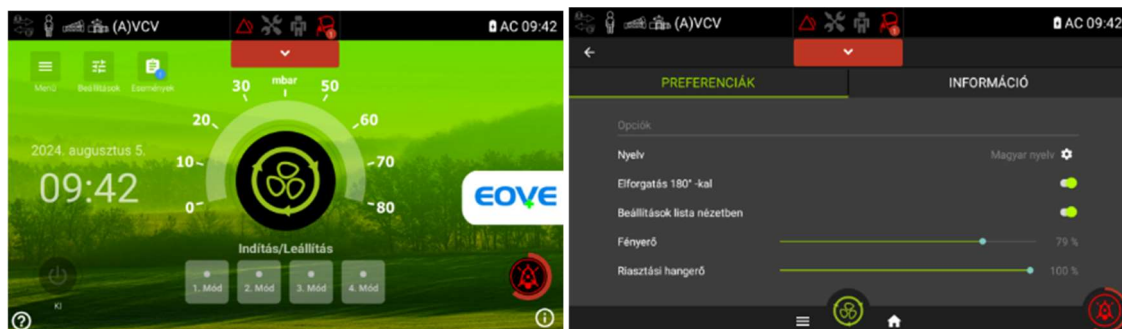 (A)VCV
1
AC 09:42
Menü
Beállítások
Események
mbar
0
10
20
30
50
60
70
80
2024. augusztus 5.
09:42
EOVE
Indítás/Leállítás
1. Mód
2. Mód
3. Mód
4. Mód
KI
(A)VCV
AC 09:42
PREFERENCIÁK
INFORMÁCIÓ
Opciók
Nyelv Magyar nyelv
Elforgatás 180° -kal
Beállítások lista nézetben
Fényerő 79 %
Riasztási hangerő 100 %